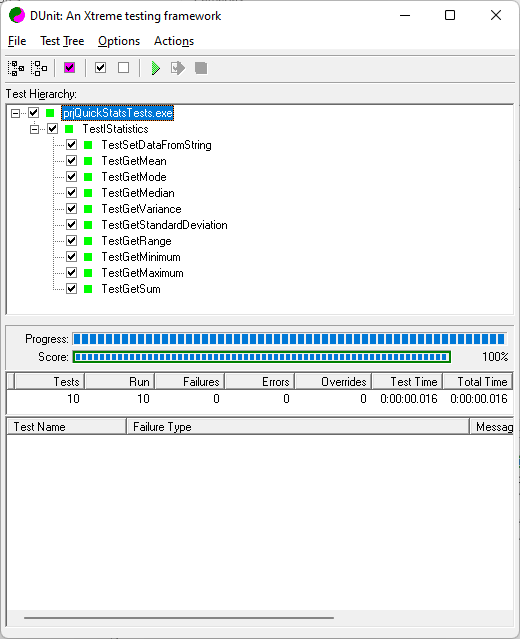 DUnit: An Xtreme testing framework
File Test Tree Options Actions
Test Hierarchy:
prjQuickStatsTests.exe
TestIStatistics
TestSetDataFromString
TestGetMean
TestGetMode
TestGetMedian
TestGetVariance
TestGetStandardDeviation
TestGetRange
TestGetMinimum
TestGetMaximum
TestGetSum
Progress:
Score: 100%
Tests Run Failures Errors Overrides Test Time Total Time
10 10 0 0 0 0:00:00.016 0:00:00.016
Test Name Failure Type Messag